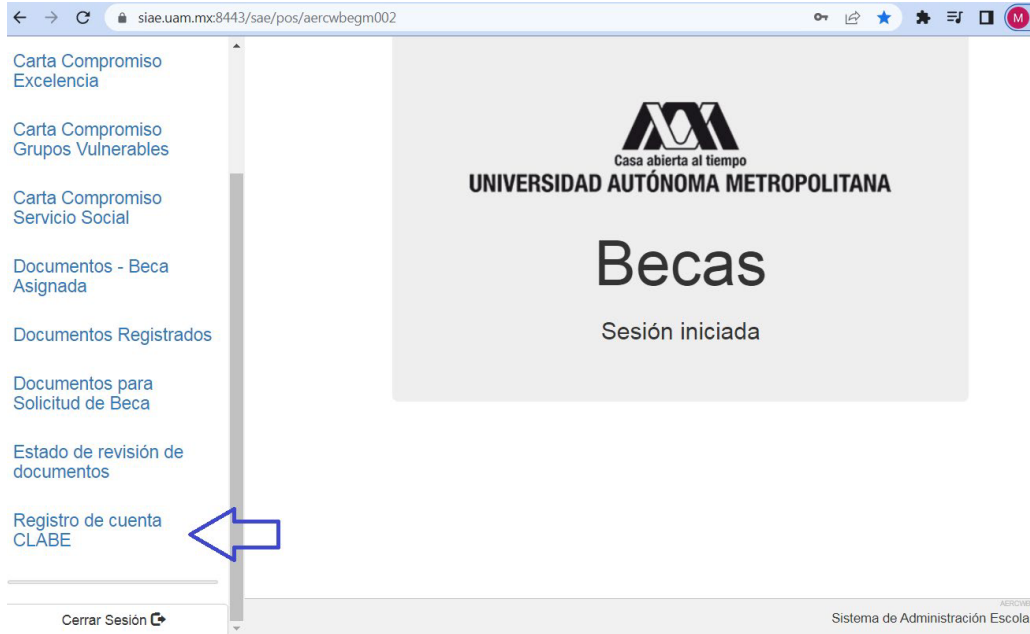 siae.uam.mx:8443/sae/pos/aercwbegm002
M
Carta Compromiso
Excelencia
Carta Compromiso
Grupos Vulnerables
Carta Compromiso
Servicio Social
Documentos - Beca
Asignada
Documentos Registrados
Documentos para
Solicitud de Beca
Estado de revisión de
documentos
Registro de cuenta
CLABE
Cerrar Sesión
Casa abierta al tiempo
UNIVERSIDAD AUTÓNOMA METROPOLITANA
Becas
Sesión iniciada
AERCWB
Sistema de Administración Escola